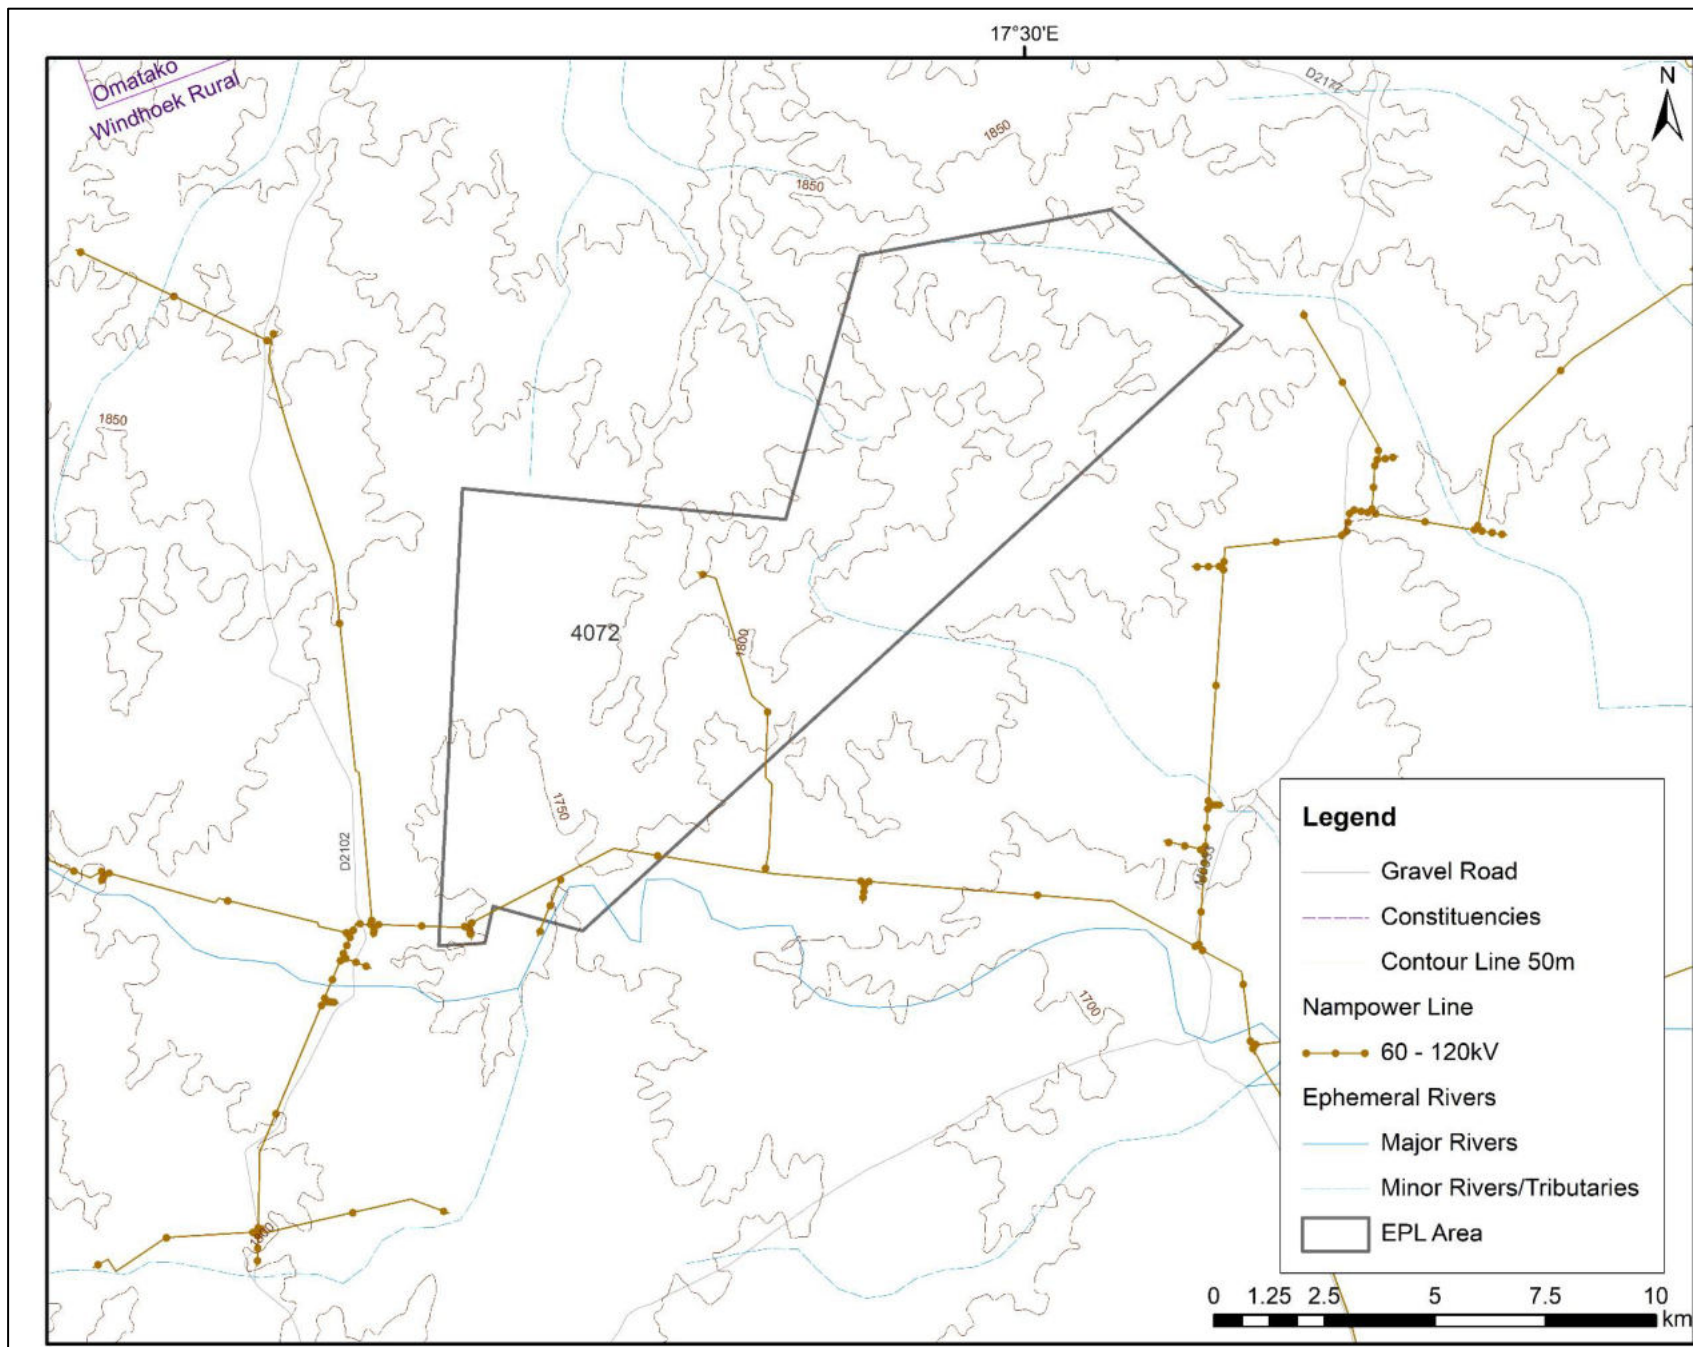 17°30'E
Omatako
Windhoek Rural
D2177
N
1850
1850
1850
4072
1800
1750
D2102
1700
1800
Legend
Gravel Road
Constituencies
Contour Line 50m
Nampower Line
60 - 120kV
Ephemeral Rivers
Major Rivers
Minor Rivers/Tributaries
EPL Area
0 1.25 2.5 5 7.5 10
km